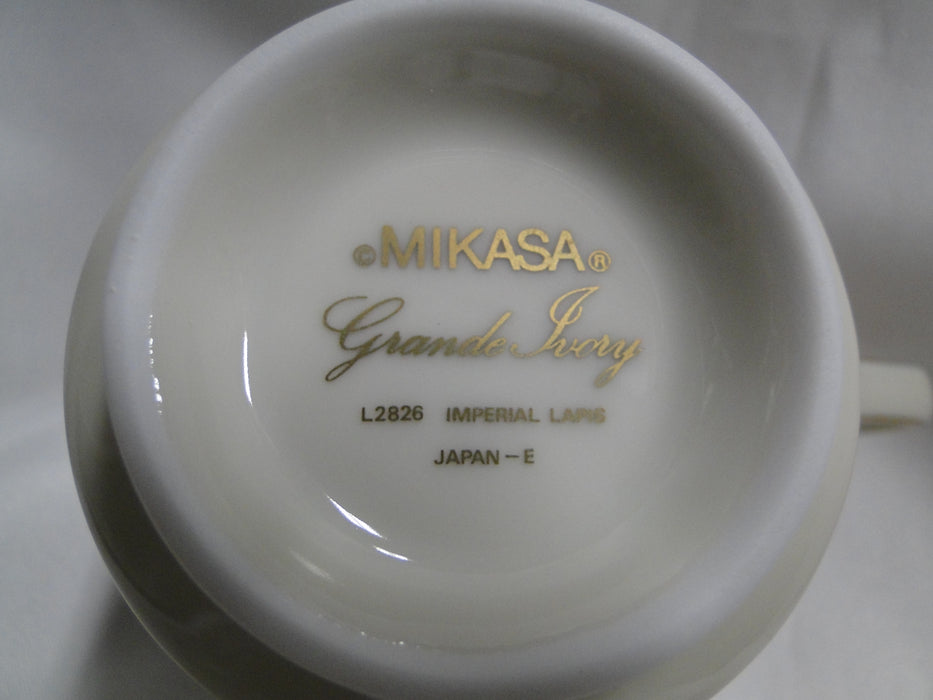 ©MIKASA®
Grande Ivory
L2826 IMPERIAL LAPIS
JAPAN-E